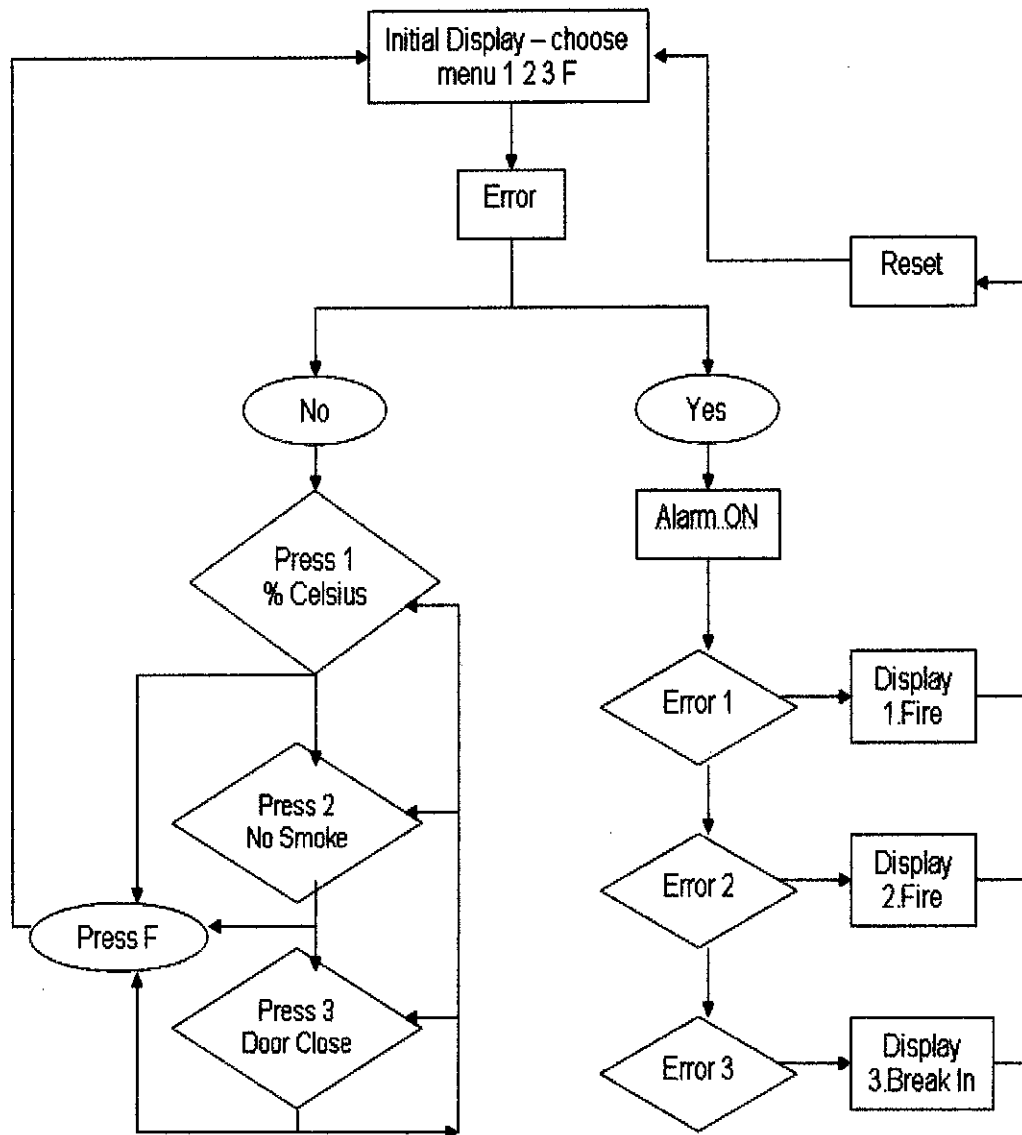 Initial Display – choose
menu 1 2 3 F
Error
Reset
No
Yes
Alarm ON
Press 1
% Celsius
Error 1
Display
1.Fire
Press 2
No Smoke
Error 2
Display
2.Fire
Press F
Press 3
Door Close
Error 3
Display
3.Break In